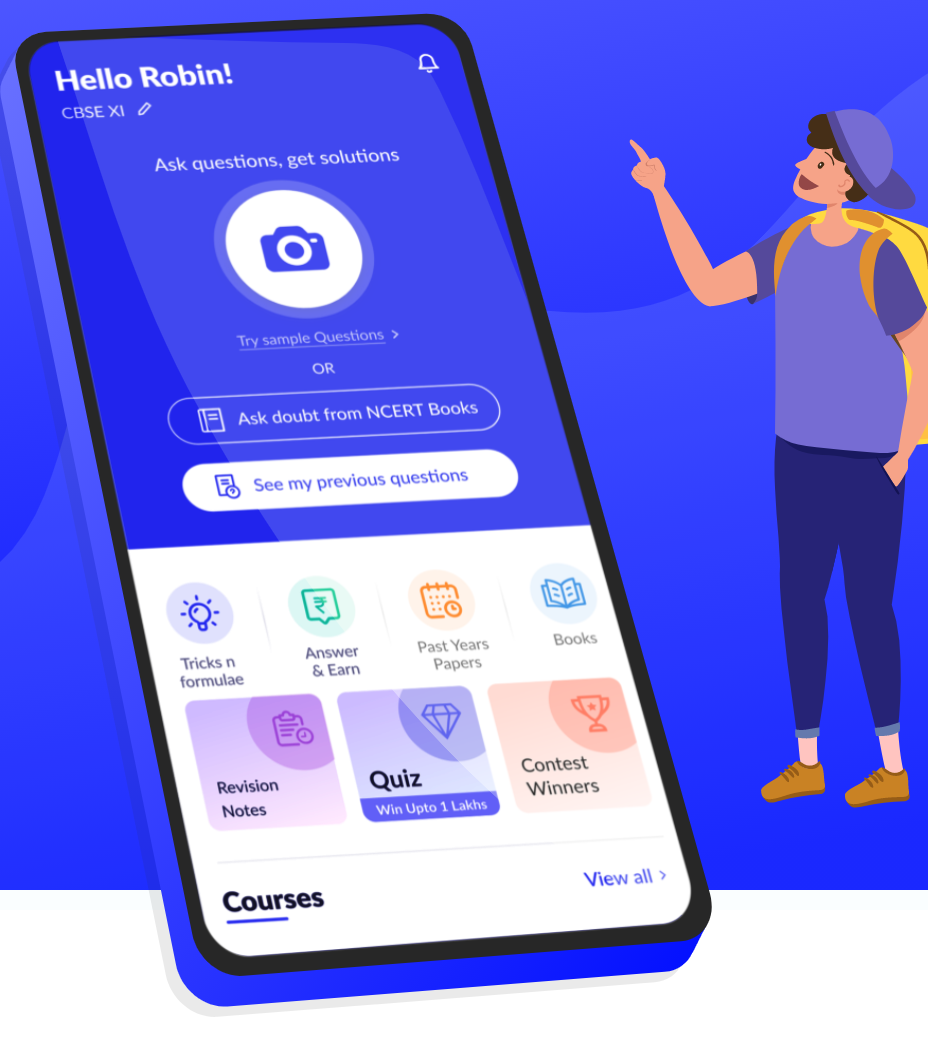 Hello Robin!
CBSE XI
Ask questions, get solutions
Try sample Questions >
OR
Ask doubt from NCERT Books
See my previous questions
Tricks n
formulae
Answer
& Earn
Past Years
Papers
Books
Revision
Notes
Quiz
Win Upto 1 Lakhs
Contest
Winners
Courses
View all >